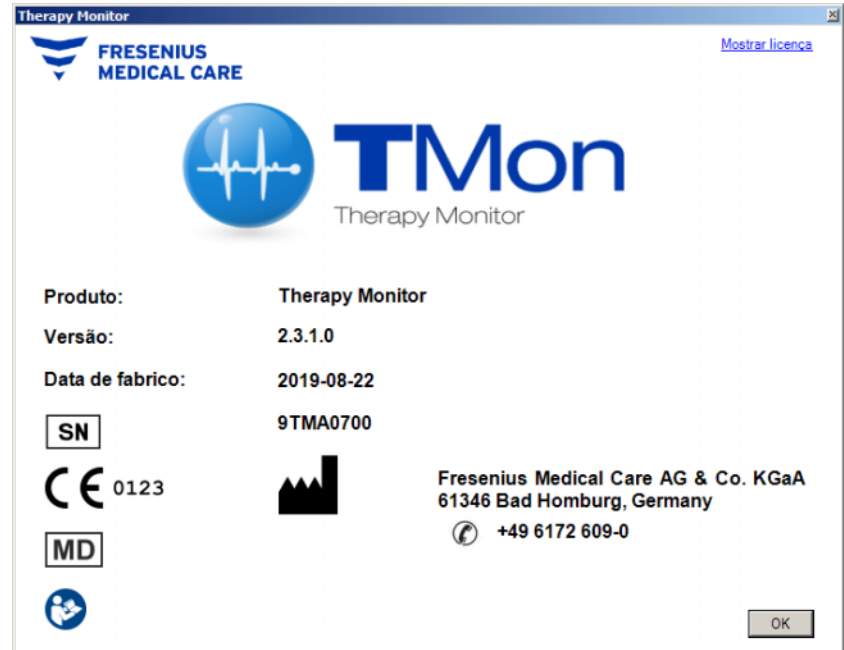 Therapy Monitor
FRESENIUS
MEDICAL CARE
Mostrar licença
TMon
Therapy Monitor
Produto: Therapy Monitor
Versão: 2.3.1.0
Data de fabrico: 2019-08-22
SN 9TMA0700
CE 0123
Fresenius Medical Care AG & Co. KGaA
61346 Bad Homburg, Germany
+49 6172 609-0
MD
OK